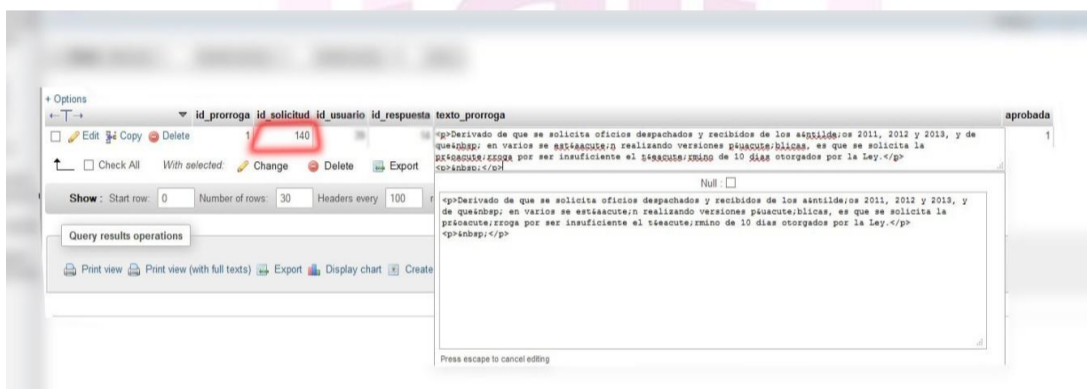 + Options
←T→ id_prorroga id_solicitud id_usuario id_respuesta texto_prorroga aprobada
Edit Copy Delete 1 140 <p>Derivado de que se solicita oficios despachados y recibidos de los a&ntilde;os 2011, 2012 y 2013, y de 1
que&nbsp; en varios se est&aacute;n realizando versiones p&uacute;blicas, es que se solicita la
pr&oacute;rroga por ser insuficiente el t&eacute;rmino de 10 dias otorgados por la Ley.</p>
<p>&nbsp;</p>
Check All With selected: Change Delete Export
Null :
<p>Derivado de que se solicita oficios despachados y recibidos de los a&ntilde;os 2011, 2012 y 2013, y
de que&nbsp; en varios se est&aacute;n realizando versiones p&uacute;blicas, es que se solicita la
pr&oacute;rroga por ser insuficiente el t&eacute;rmino de 10 dias otorgados por la Ley.</p>
<p>&nbsp;</p>
Show : Start row: 0 Number of rows: 30 Headers every 100 r
Query results operations
Print view Print view (with full texts) Export Display chart Create
Press escape to cancel editing